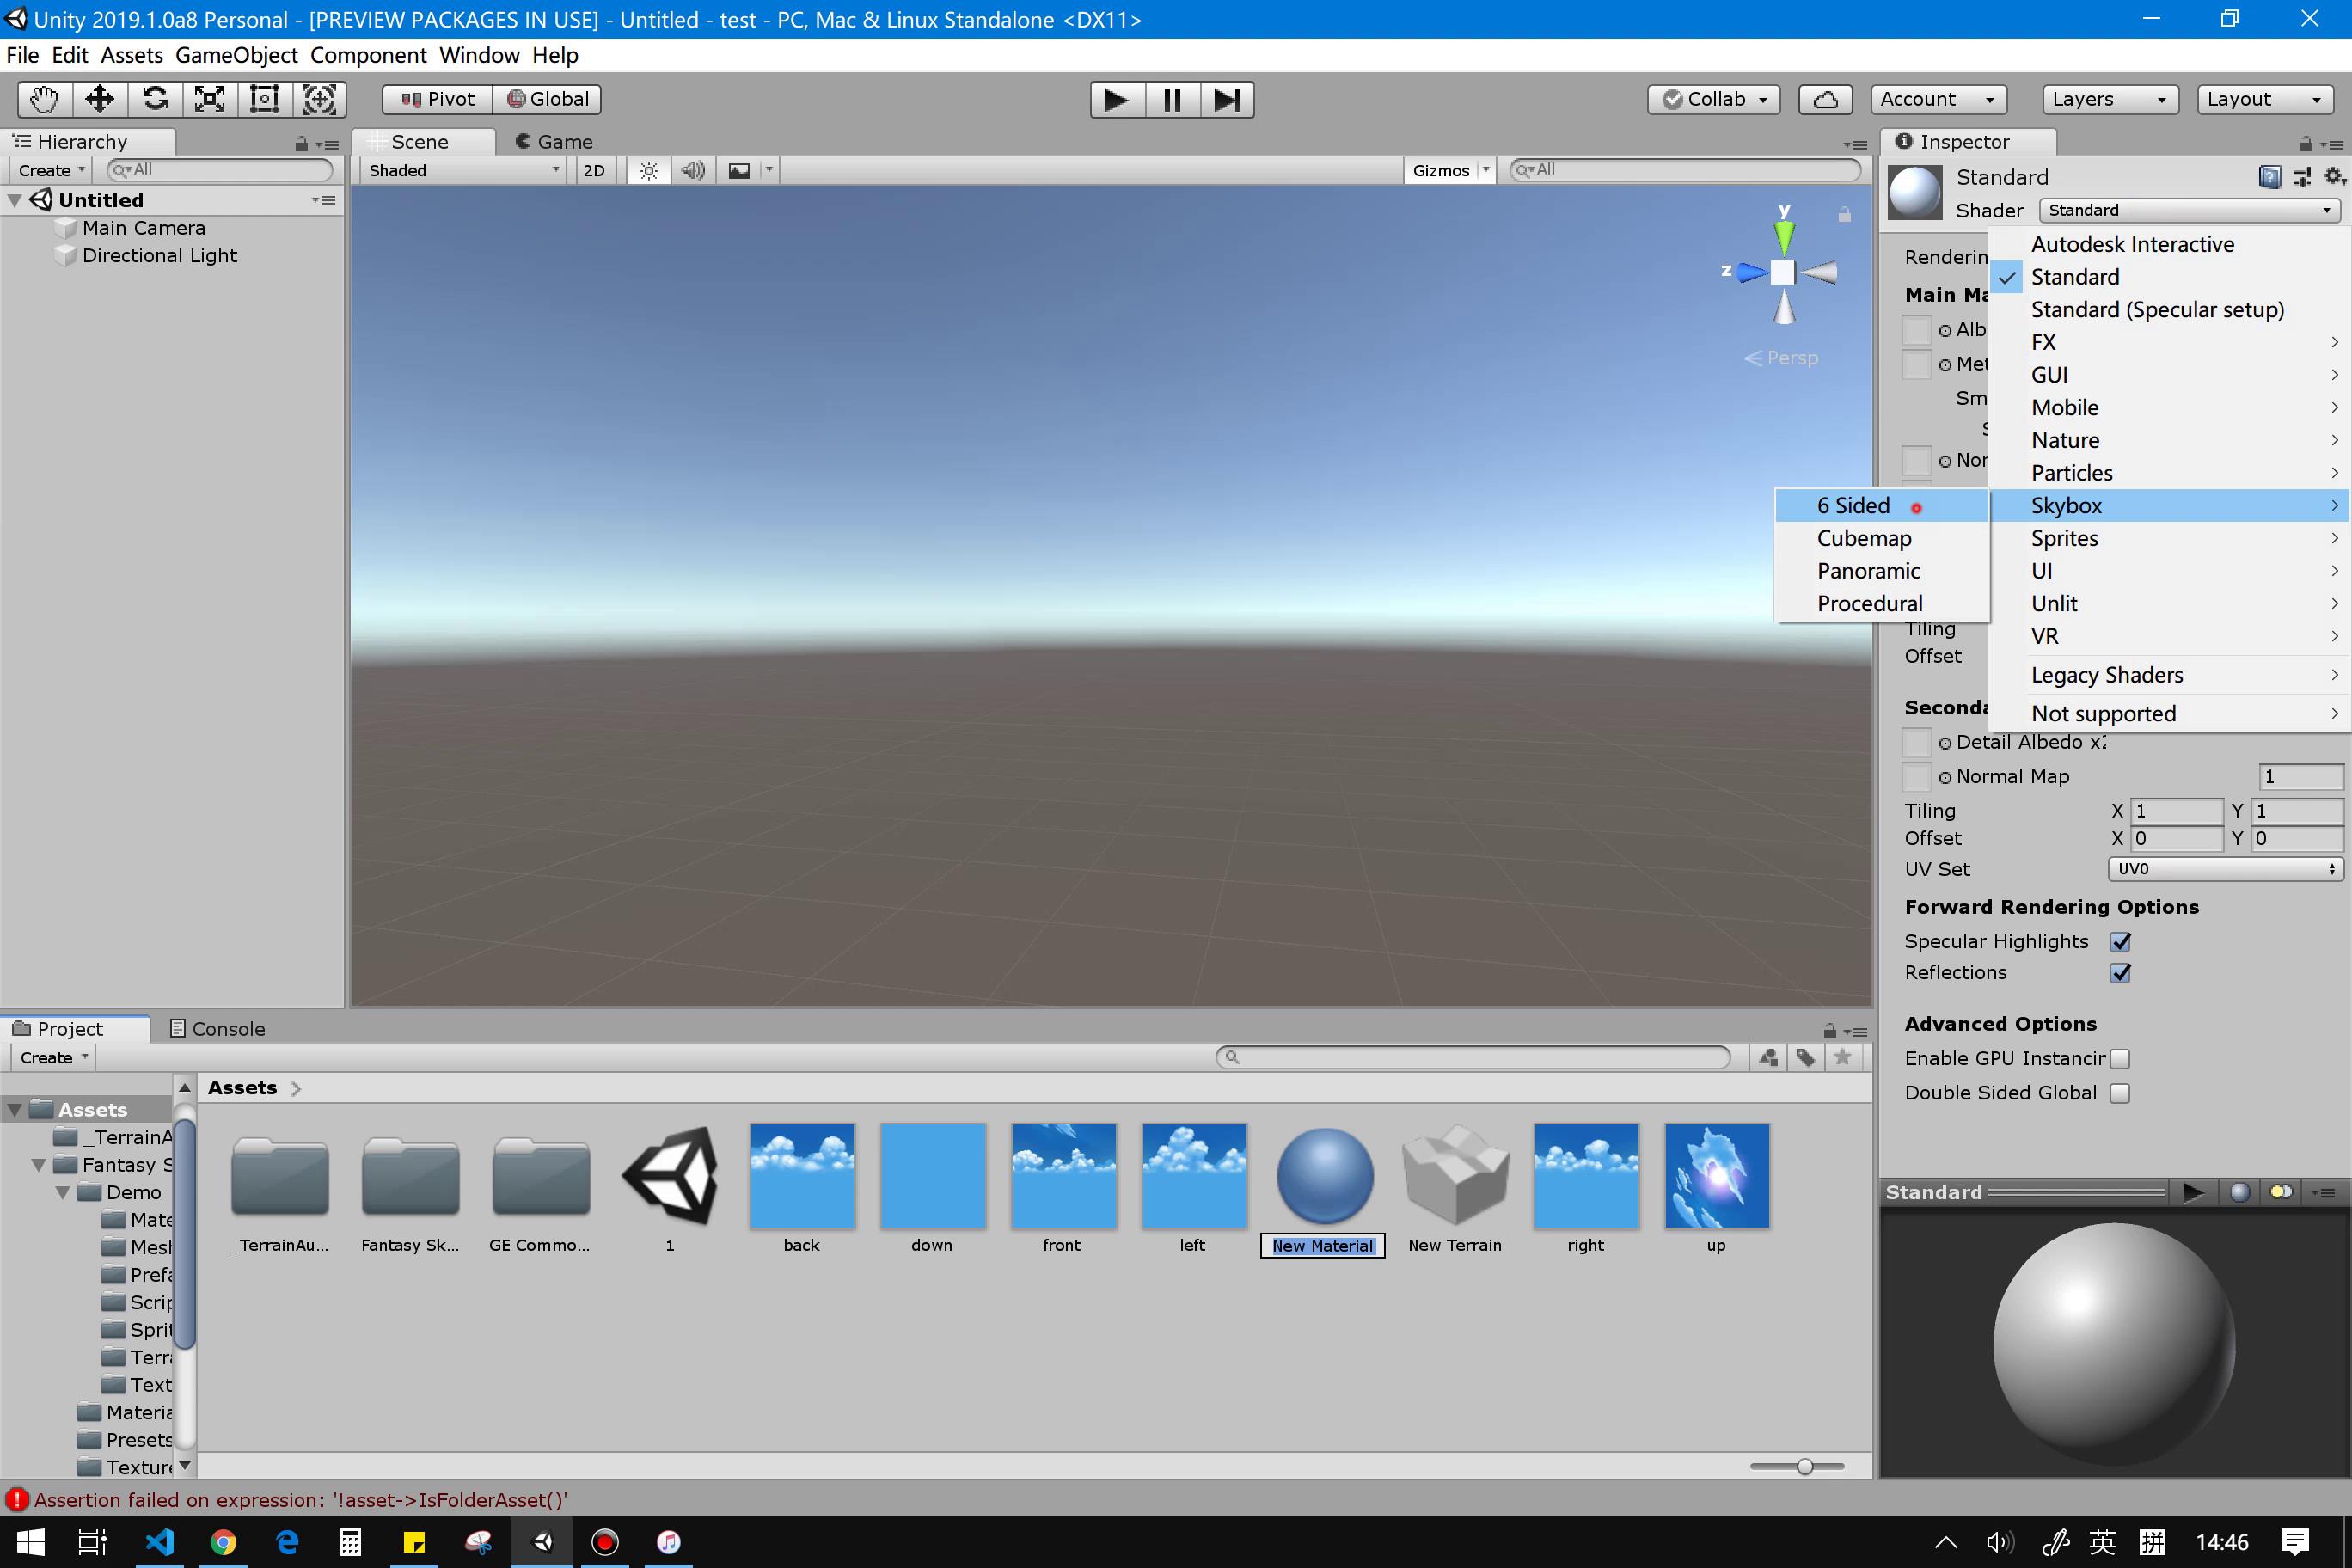 Unity 2019.1.0a8 Personal - [PREVIEW PACKAGES IN USE] - Untitled - test - PC, Mac & Linux Standalone <DX11>
File Edit Assets GameObject Component Window Help
Pivot Global Collab Account Layers Layout
Hierarchy
Create All
Untitled
Main Camera
Directional Light
Scene Game
Shaded 2D Gizmos All
y
z
Persp
Inspector
Standard
Shader Standard
Renderin
Main Ma
Alb
Met
Sm
S
Nor
Tiling
Offset
Seconda
Autodesk Interactive
Standard
Standard (Specular setup)
FX
GUI
Mobile
Nature
Particles
Skybox
Sprites
UI
Unlit
VR
Legacy Shaders
Not supported
6 Sided
Cubemap
Panoramic
Procedural
Detail Albedo x2
Normal Map 1
Tiling X 1 Y 1
Offset X 0 Y 0
UV Set UV0
Forward Rendering Options
Specular Highlights
Reflections
Advanced Options
Enable GPU Instancin
Double Sided Global
Standard
Project Console
Create
Assets
_TerrainA
Fantasy S
Demo
Mate
Mesh
Prefa
Scrip
Sprit
Terra
Text
Materia
Presets
Texture
Assets
_TerrainAu... Fantasy Sk... GE Commo... 1 back down front left New Material New Terrain right up
Assertion failed on expression: '!asset->IsFolderAsset()'
英 拼 14:46